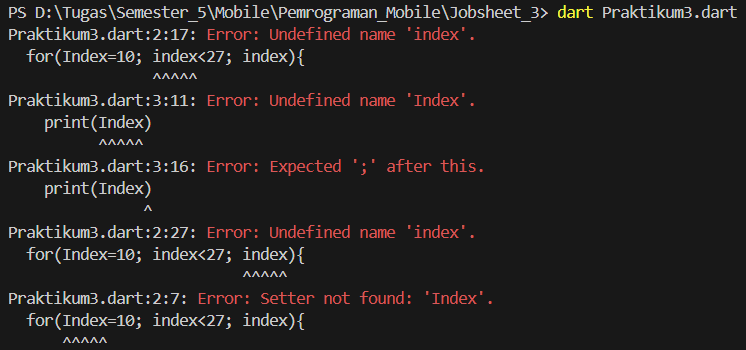 PS D:\Tugas\Semester_5\Mobile\Pemrograman_Mobile\Jobsheet_3> dart Praktikum3.dart
Praktikum3.dart:2:17: Error: Undefined name 'index'.
  for(Index=10; index<27; index){
                ^^^^^
Praktikum3.dart:3:11: Error: Undefined name 'Index'.
    print(Index)
          ^^^^^
Praktikum3.dart:3:16: Error: Expected ';' after this.
    print(Index)
               ^
Praktikum3.dart:2:27: Error: Undefined name 'index'.
  for(Index=10; index<27; index){
                          ^^^^^
Praktikum3.dart:2:7: Error: Setter not found: 'Index'.
  for(Index=10; index<27; index){
      ^^^^^